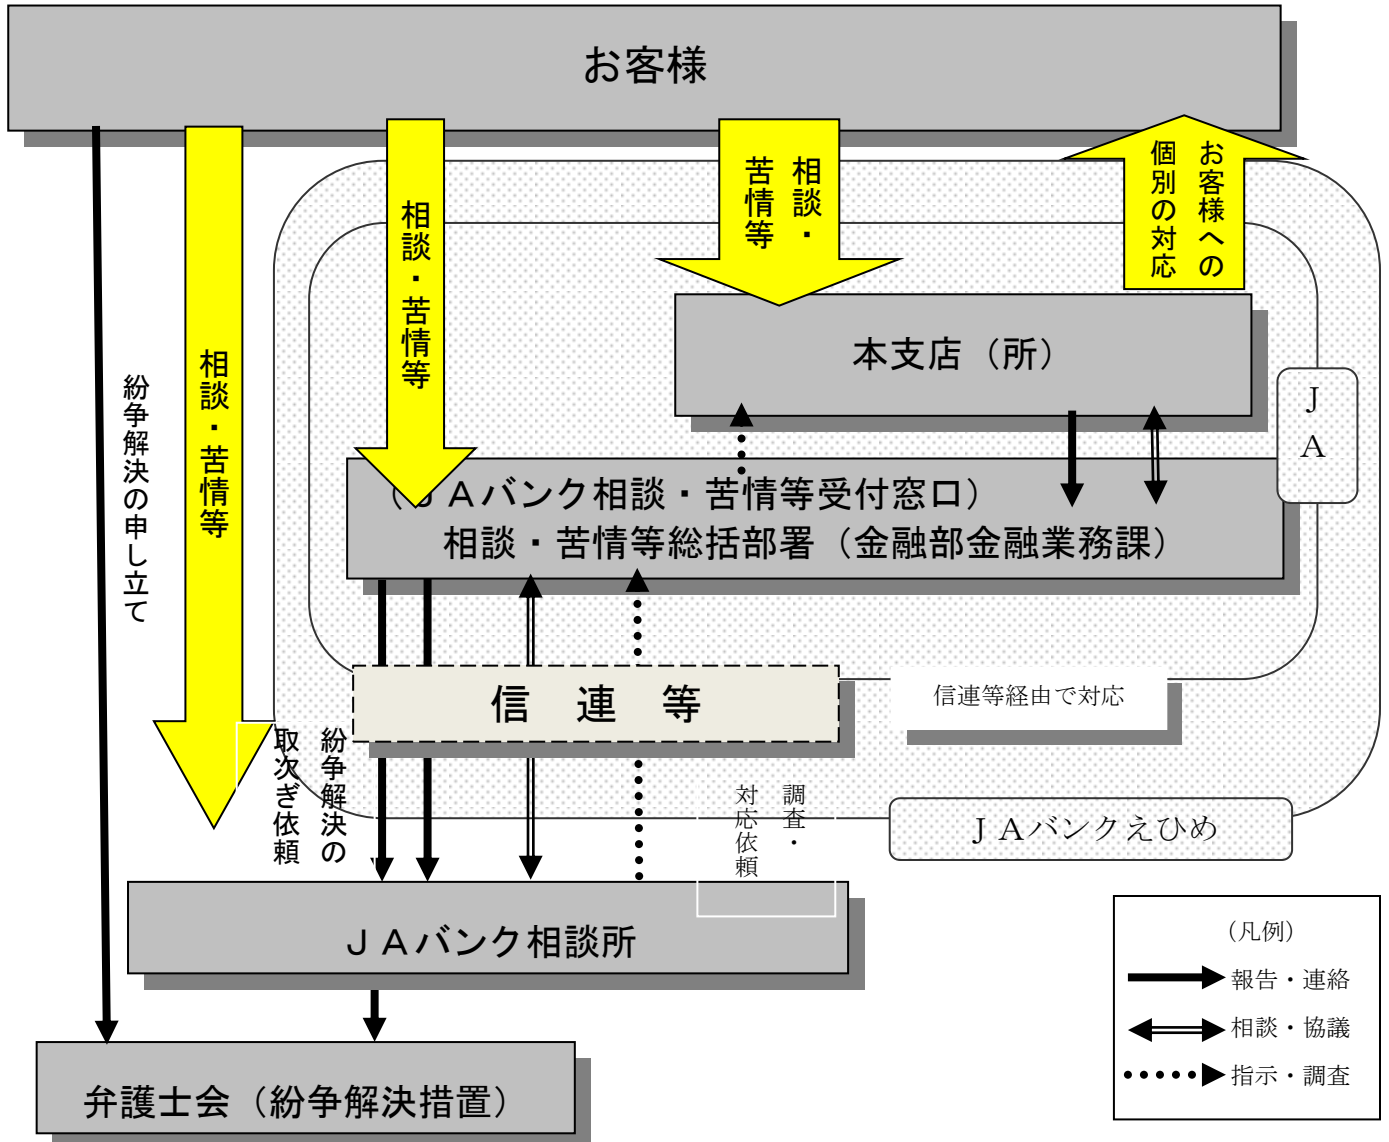 お客様
相談・
苦情等
お客様への
個別の対応
相談・苦情等
相談・苦情等
紛争解決の申し立て
本支店（所）
ＪＡ
（ＪＡバンク相談・苦情等受付窓口）
相談・苦情等総括部署（金融部金融業務課）
信　連　等
信連等経由で対応
紛争解決の
取次ぎ依頼
調査・
対応依頼
ＪＡバンクえひめ
ＪＡバンク相談所
弁護士会（紛争解決措置）
（凡例）
報告・連絡
相談・協議
指示・調査